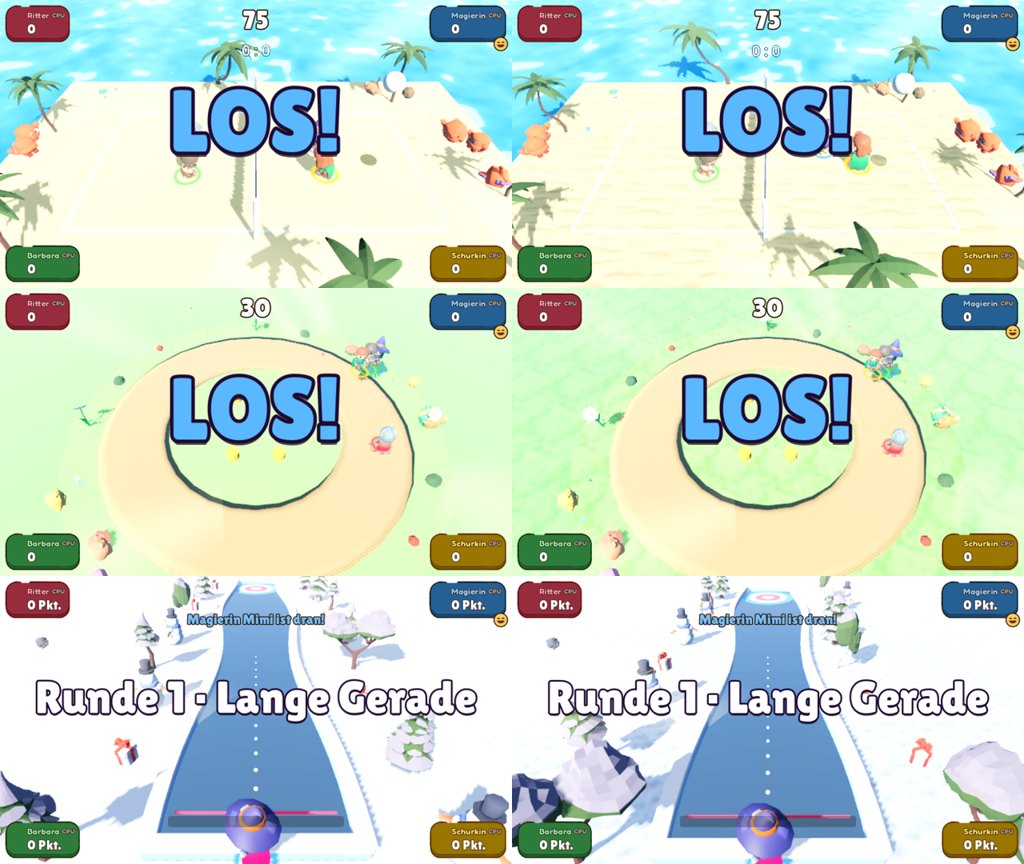 Ritter CPU
0
75
0:0
Magierin CPU
0
LOS!
Barbara CPU
0
Schurkin CPU
0
Ritter CPU
0
75
0:0
Magierin CPU
0
LOS!
Barbara CPU
0
Schurkin CPU
0
Ritter CPU
0
30
Magierin CPU
0
LOS!
Barbara CPU
0
Schurkin CPU
0
Ritter CPU
0
30
Magierin CPU
0
LOS!
Barbara CPU
0
Schurkin CPU
0
Ritter CPU
0 Pkt.
Magierin CPU
0 Pkt.
Magierin Mimi ist dran!
Runde 1 · Lange Gerade
Barbara CPU
0 Pkt.
Schurkin CPU
0 Pkt.
Ritter CPU
0 Pkt.
Magierin CPU
0 Pkt.
Magierin Mimi ist dran!
Runde 1 · Lange Gerade
Barbara CPU
0 Pkt.
Schurkin CPU
0 Pkt.